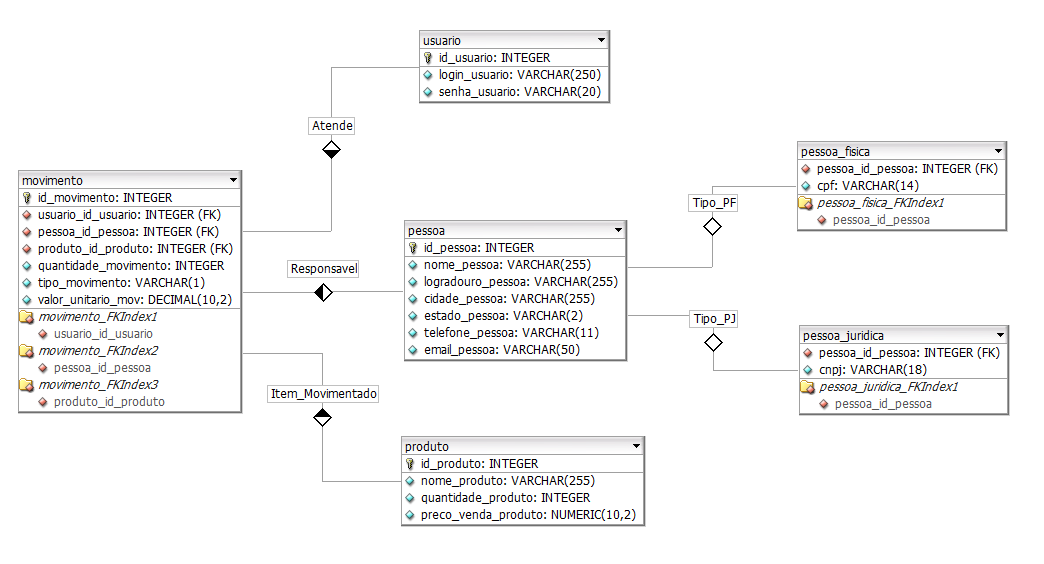 usuario
id_usuario: INTEGER
login_usuario: VARCHAR(250)
senha_usuario: VARCHAR(20)
Atende
movimento
id_movimento: INTEGER
usuario_id_usuario: INTEGER (FK)
pessoa_id_pessoa: INTEGER (FK)
produto_id_produto: INTEGER (FK)
quantidade_movimento: INTEGER
tipo_movimento: VARCHAR(1)
valor_unitario_mov: DECIMAL(10,2)
movimento_FKIndex1
usuario_id_usuario
movimento_FKIndex2
pessoa_id_pessoa
movimento_FKIndex3
produto_id_produto
Responsavel
Item_Movimentado
pessoa
id_pessoa: INTEGER
nome_pessoa: VARCHAR(255)
logradouro_pessoa: VARCHAR(255)
cidade_pessoa: VARCHAR(255)
estado_pessoa: VARCHAR(2)
telefone_pessoa: VARCHAR(11)
email_pessoa: VARCHAR(50)
Tipo_PF
Tipo_PJ
pessoa_fisica
pessoa_id_pessoa: INTEGER (FK)
cpf: VARCHAR(14)
pessoa_fisica_FKIndex1
pessoa_id_pessoa
pessoa_juridica
pessoa_id_pessoa: INTEGER (FK)
cnpj: VARCHAR(18)
pessoa_juridica_FKIndex1
pessoa_id_pessoa
produto
id_produto: INTEGER
nome_produto: VARCHAR(255)
quantidade_produto: INTEGER
preco_venda_produto: NUMERIC(10,2)